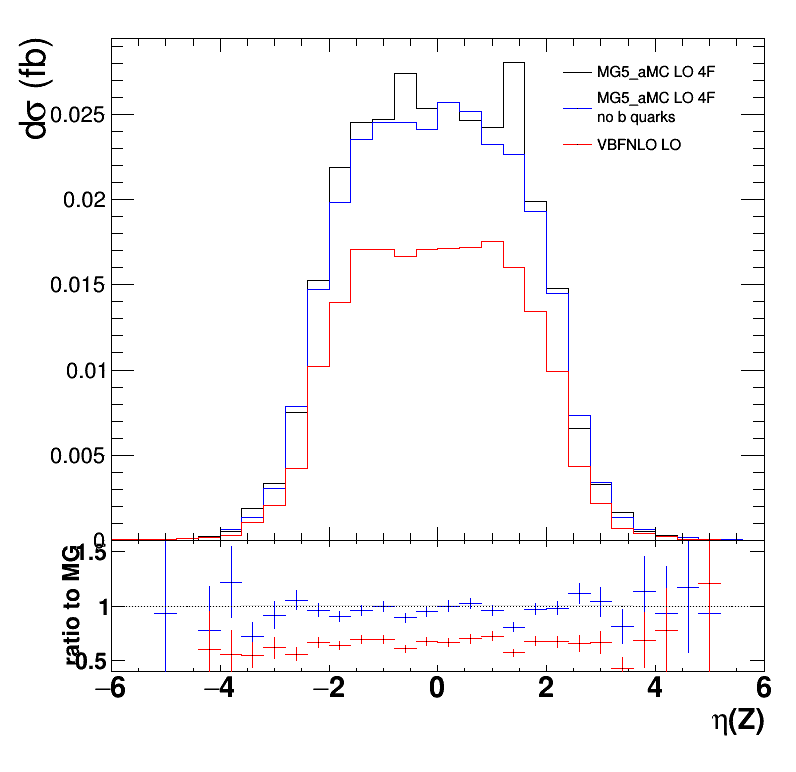 dσ (fb)
MG5_aMC LO 4F
MG5_aMC LO 4F
no b quarks
VBFNLO LO
0.025
0.02
0.015
0.01
0.005
0
ratio to MG
1.5
1
0.5
−6 −4 −2 0 2 4 6
η(Z)